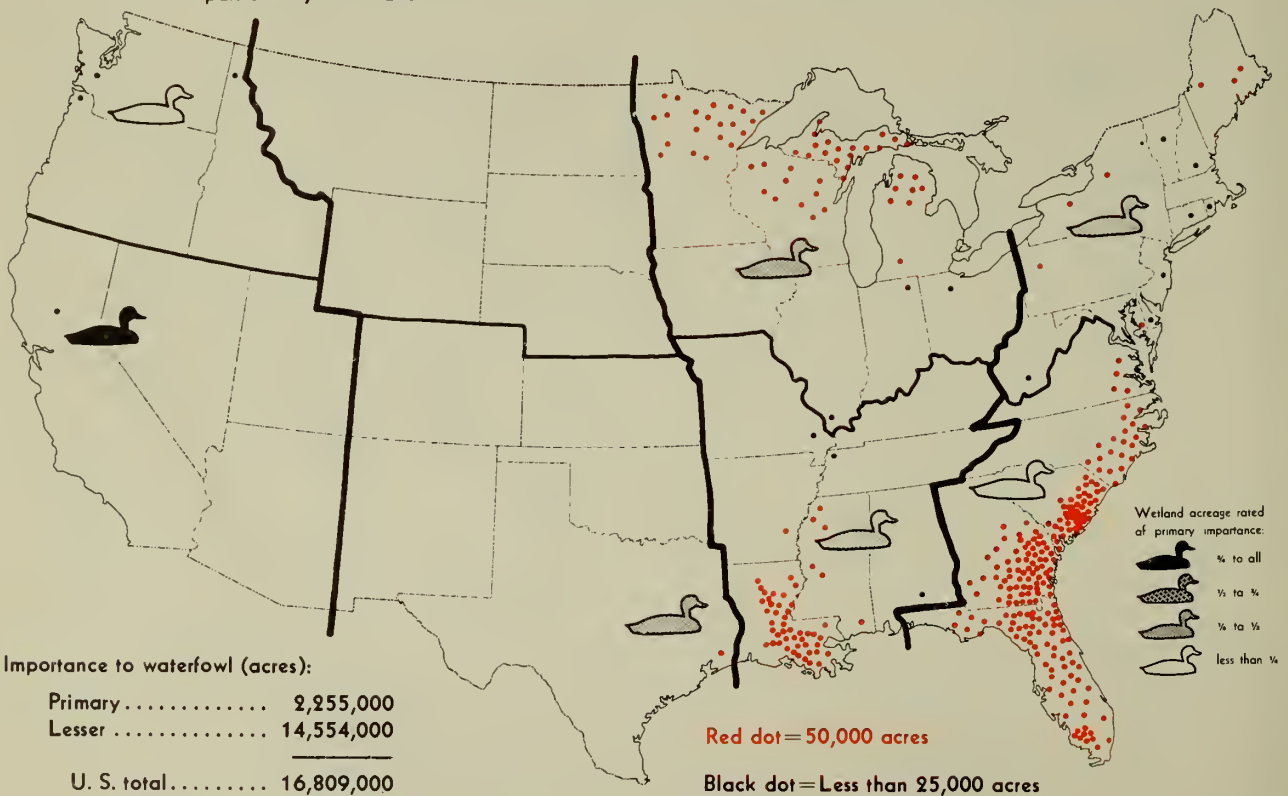 Wetland acreage rated
of primary importance:
¾ to all
½ to ¾
¼ to ½
less than ¼
Importance to waterfowl (acres):
Primary ............. 2,255,000
Lesser .............. 14,554,000
U. S. total ......... 16,809,000
Red dot = 50,000 acres
Black dot = Less than 25,000 acres